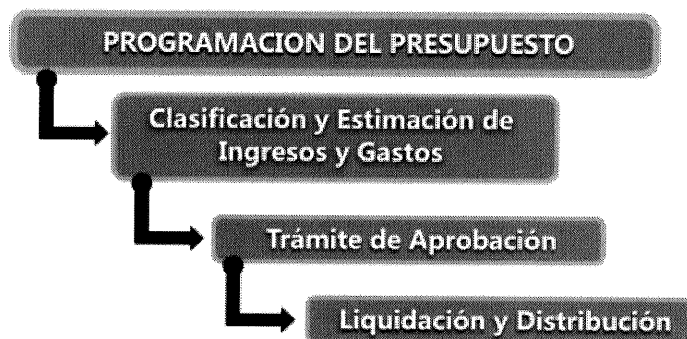 PROGRAMACION DEL PRESUPUESTO
Clasificación y Estimación de
Ingresos y Gastos
Trámite de Aprobación
Liquidación y Distribución